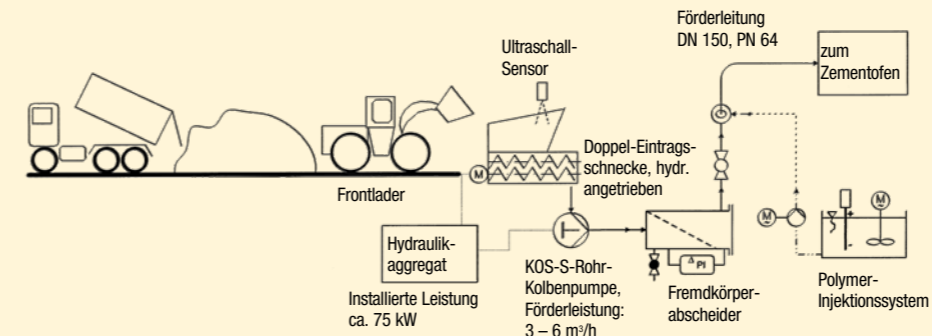 Förderleitung
DN 150, PN 64
zum
Zementofen
Ultraschall-
Sensor
Doppel-Eintrags-
schnecke, hydr.
angetrieben
M
Frontlader
Hydraulik-
aggregat
Installierte Leistung
ca. 75 kW
KOS-S-Rohr-
Kolbenpumpe,
Förderleistung:
3 – 6 m³/h
Δ PI
Fremdkörper-
abscheider
M
M
+
-
Polymer-
Injektionssystem